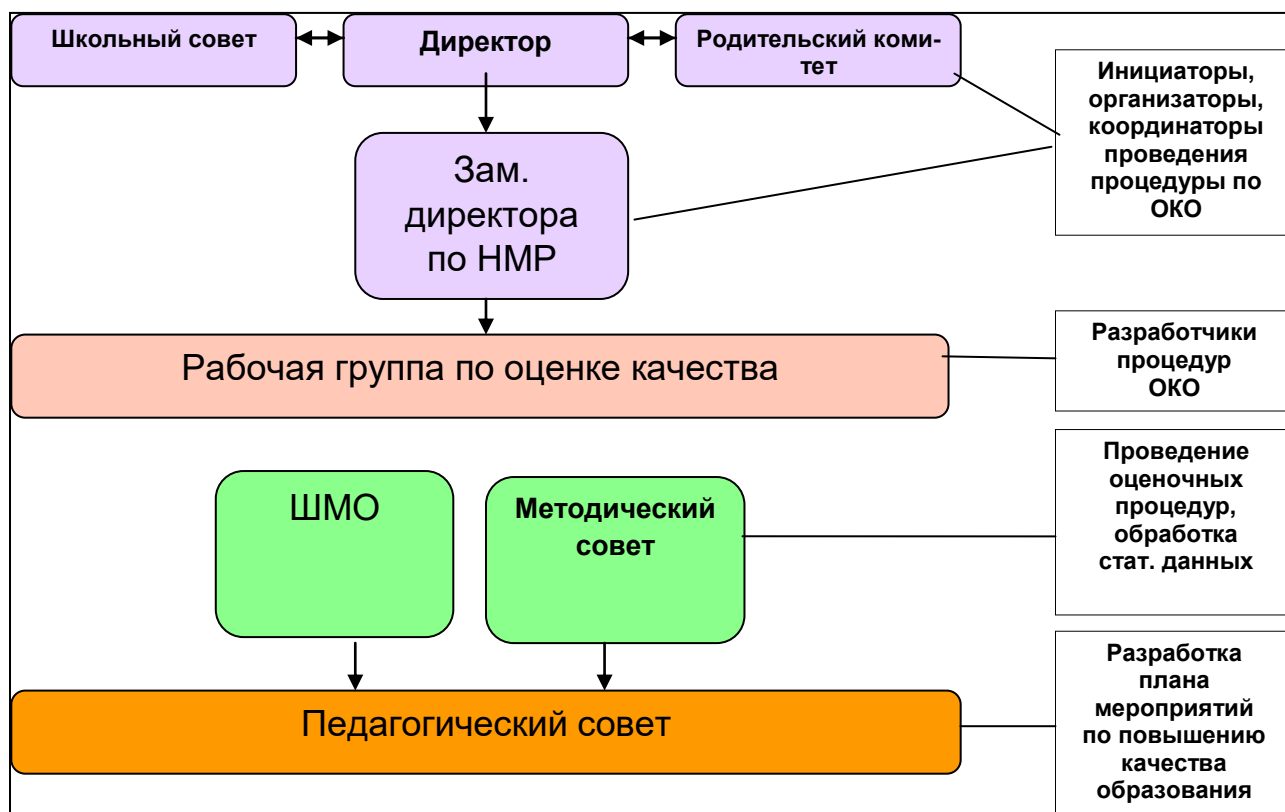 Школьный совет
Директор
Родительский коми-
тет
Инициаторы,
организаторы,
координаторы
проведения
процедуры по
ОКО
Зам.
директора
по НМР
Рабочая группа по оценке качества
Разработчики
процедур
ОКО
ШМО
Методический
совет
Проведение
оценочных
процедур,
обработка
стат. данных
Педагогический совет
Разработка
плана
мероприятий
по повышению
качества
образования